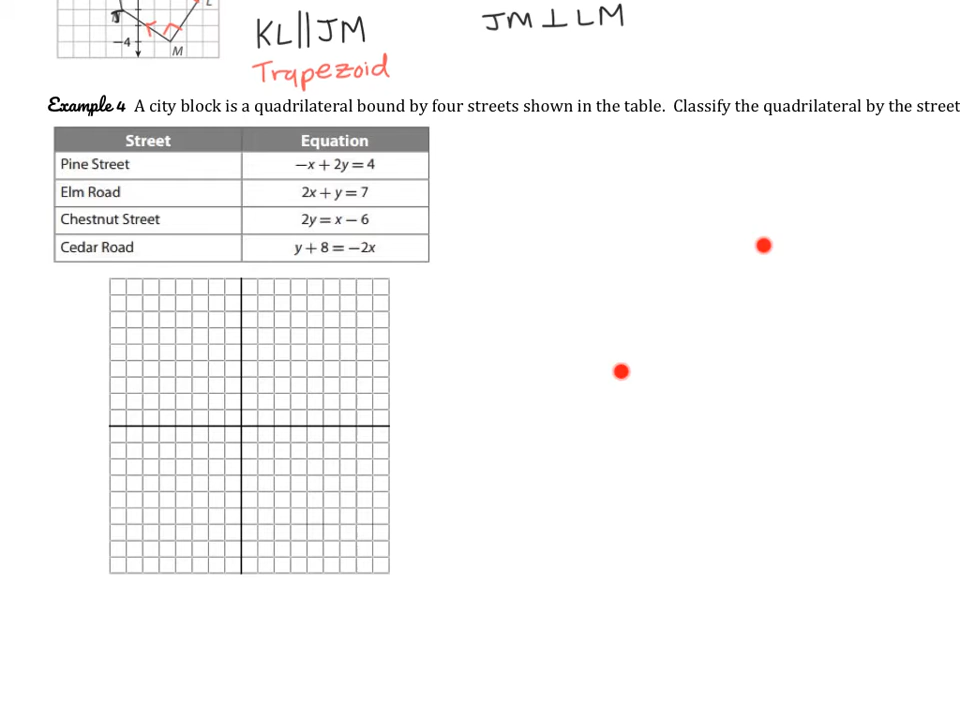 L
J
-4
M
KL||JM
JM⊥LM
Trapezoid
Example 4 A city block is a quadrilateral bound by four streets shown in the table. Classify the quadrilateral by the street
Street Equation
Pine Street −x + 2y = 4
Elm Road 2x + y = 7
Chestnut Street 2y = x − 6
Cedar Road y + 8 = −2x